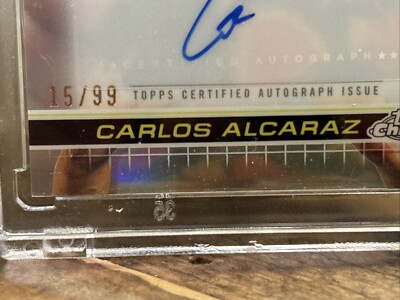 CERTIFIED AUTOGRAPH
15/99 TOPPS CERTIFIED AUTOGRAPH ISSUE
CARLOS ALCARAZ